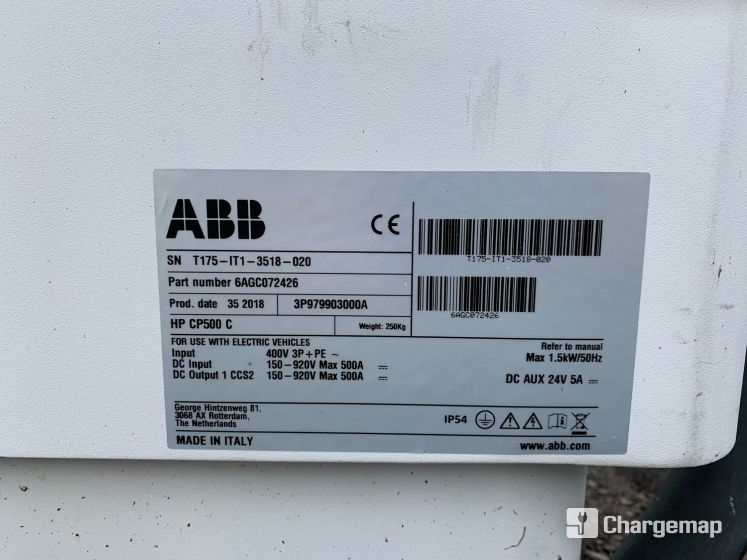 ABB
CE
SN T175-IT1-3518-020
T175-IT1-3518-020
Part number 6AGC072426
6AGC072426
Prod. date 35 2018 3P979903000A
HP CP500 C Weight: 250Kg
FOR USE WITH ELECTRIC VEHICLES Refer to manual
Input 400V 3P+PE ~ Max 1.5kW/50Hz
DC Input 150-920V Max 500A ⎓
DC Output 1 CCS2 150-920V Max 500A ⎓ DC AUX 24V 5A ⎓
George Hintzenweg 81,
3068 AX Rotterdam,
The Netherlands
IP54
MADE IN ITALY www.abb.com
Chargemap